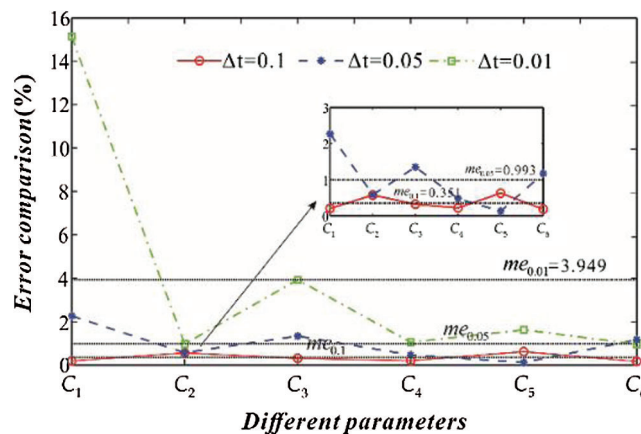 Error comparison(%)
16
14
12
10
8
6
4
2
0
Δt=0.1 Δt=0.05 Δt=0.01
3
2
1
0
me0.05=0.993
me0.1=0.351
C1 C2 C3 C4 C5
me0.01=3.949
me0.05
me0.1
C1 C2 C3 C4 C5
Different parameters